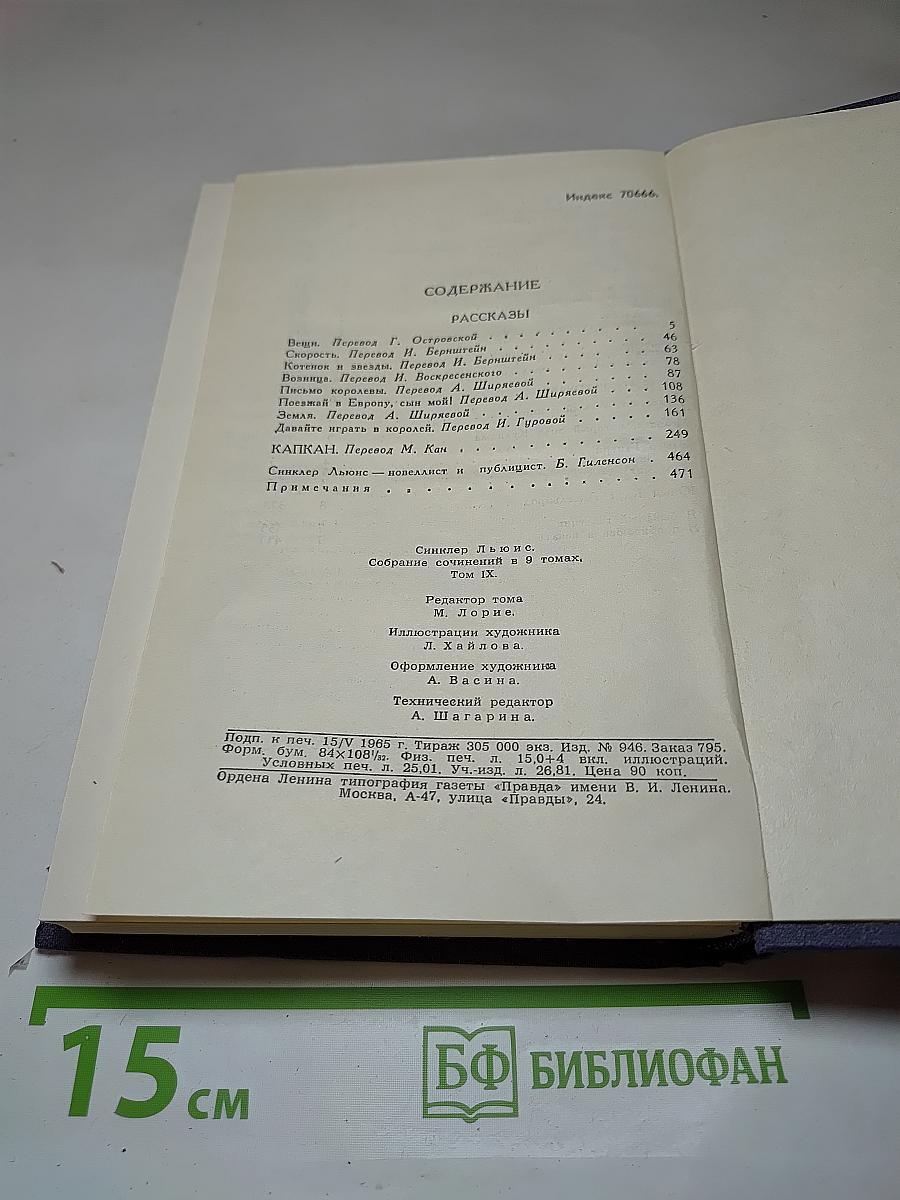 Индекс 70666.
СОДЕРЖАНИЕ
РАССКАЗЫ
Вещи. Перевод Г. Островской . . . . . . . . . 5
Скорость. Перевод И. Бернштейн . . . . . . . . . 46
Котенок и звезды. Перевод И. Бернштейн . . . . . . 63
Возница. Перевод И. Воскресенского . . . . . . . . 78
Письмо королевы. Перевод А. Ширяевой . . . . . . . 87
Поезжай в Европу, сын мой! Перевод А. Ширяевой . . . 108
Земля. Перевод А. Ширяевой . . . . . . . . . 136
Давайте играть в королей. Перевод И. Гуровой . . . . . 161
КАПКАН. Перевод М. Кан . . . . . . . . . . 249
Синклер Льюис — новеллист и публицист. Б. Гиленсон . 464
Примечания . . . . . . . . . . . . 471
Синклер Льюис.
Собрание сочинений в 9 томах.
Том IX.
Редактор тома
М. Лорие.
Иллюстрации художника
Л. Хайлова.
Оформление художника
А. Васина.
Технический редактор
А. Шагарина.
Подп. к печ. 15/V 1965 г. Тираж 305 000 экз. Изд. № 946. Заказ 795.
Форм. бум. 84×108¹/₃₂. Физ. печ. л. 15,0+4 вкл. иллюстраций.
Условных печ. л. 25,01. Уч.-изд. л. 26,81. Цена 90 коп.
Ордена Ленина типография газеты «Правда» имени В. И. Ленина.
Москва, А-47, улица «Правды», 24.
15 см
БФ БИБЛИОФАН